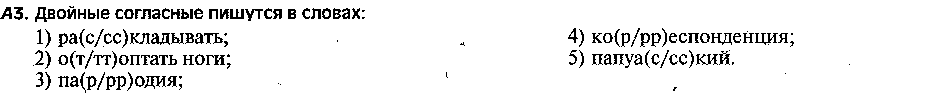 А3. Двойные согласные пишутся в словах:
1) ра(с/сс)кладывать;
2) о(т/тт)оптать ноги;
3) па(р/рр)одия;
4) ко(р/рр)еспонденция;
5) папуа(с/сс)кий.